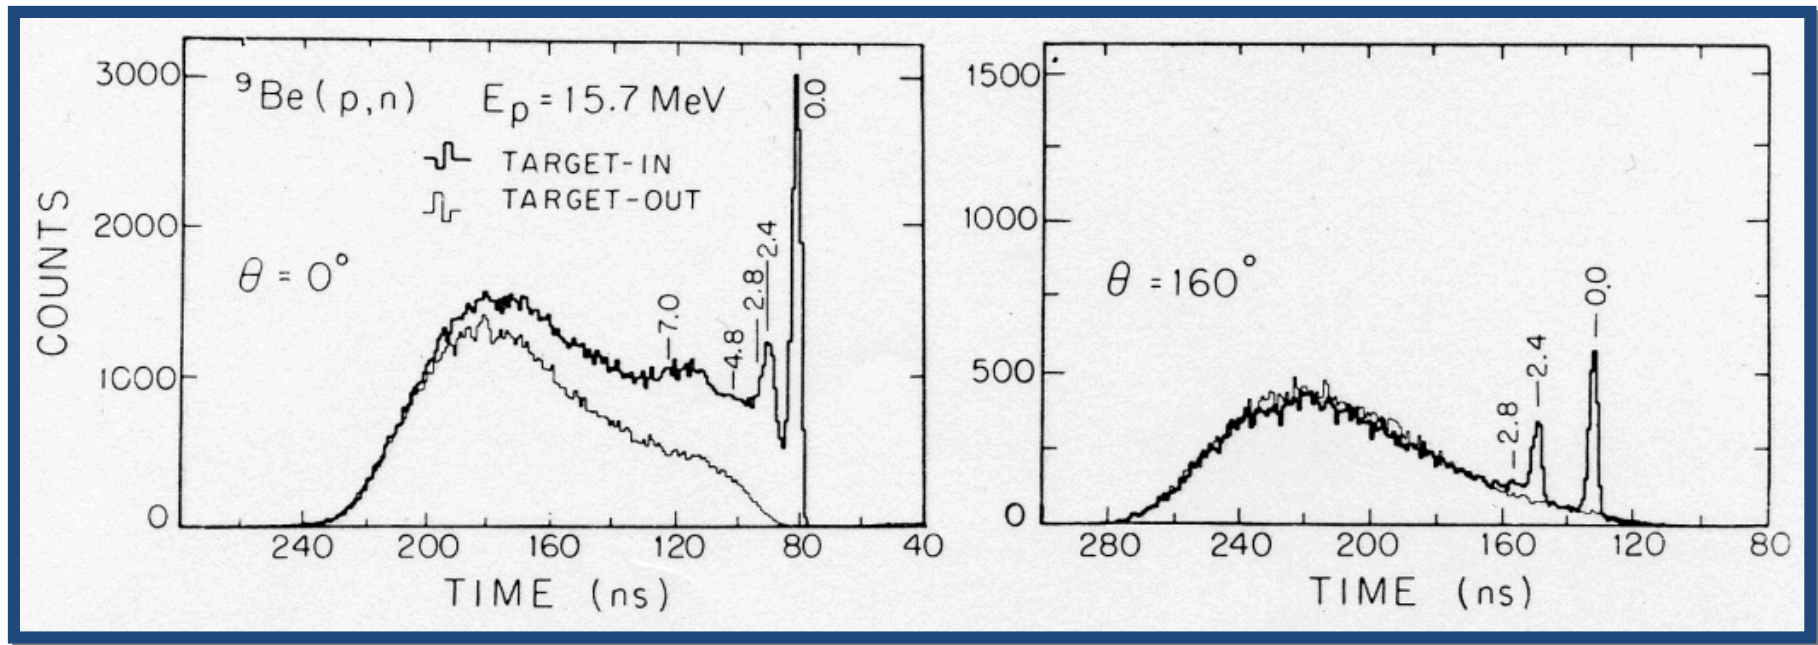 ⁹Be(p,n) Eₚ = 15.7 MeV
TARGET-IN
TARGET-OUT
θ = 0°
COUNTS
3000
2000
1000
0
7.0
4.8
2.8
2.4
0.0
240 200 160 120 80 40
TIME (ns)
1500
1000
500
0
θ = 160°
2.8
2.4
0.0
280 240 200 160 120 80
TIME (ns)